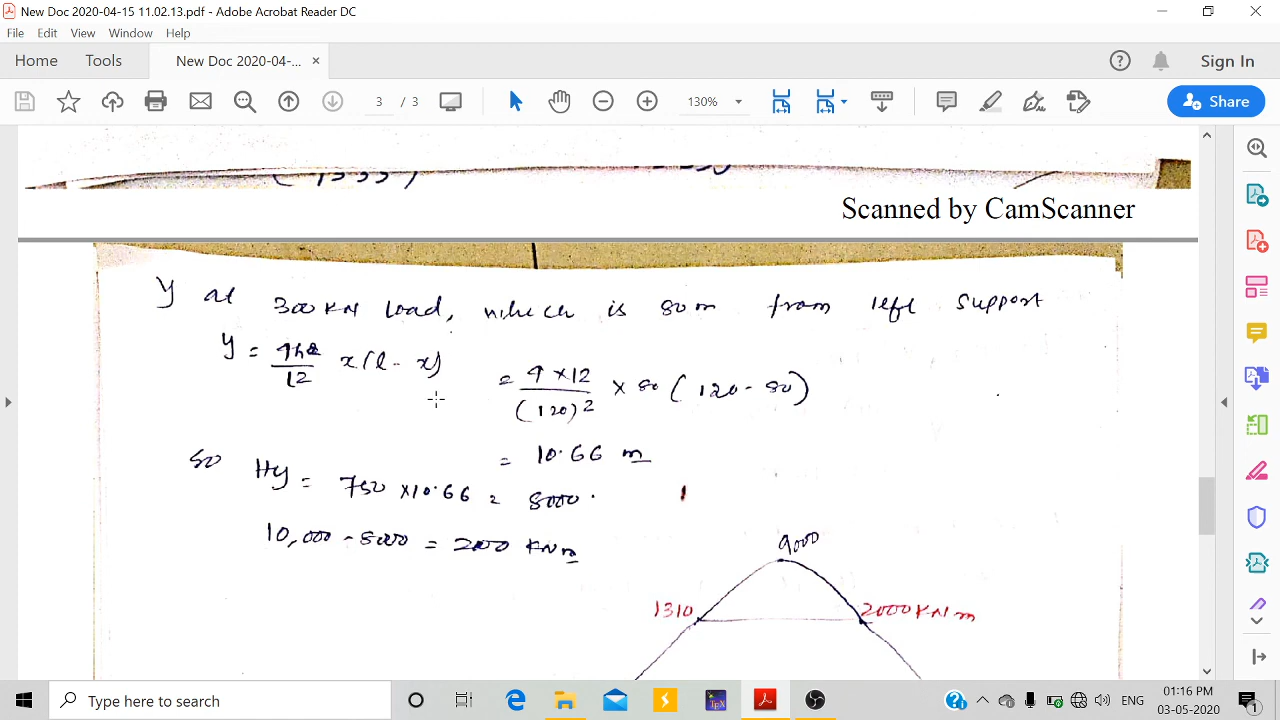 New Doc 2020-04-15 11.02.13.pdf - Adobe Acrobat Reader DC
File Edit View Window Help
Home Tools New Doc 2020-04-... × Sign In
3 / 3 130% Share
Scanned by CamScanner
Y at 300 KN load, which is 80m from left support
Y = 4h/l2 x(l - x) = 4 × 12/(120)2 × 80 (120 - 80)
= 10.66 m
so Hy = 750 × 10.66 = 8000.
10,000 - 8000 = 2000 KNm
9000
1310 2000 KN m
Type here to search
ENG 01:16 PM
03-05-2020